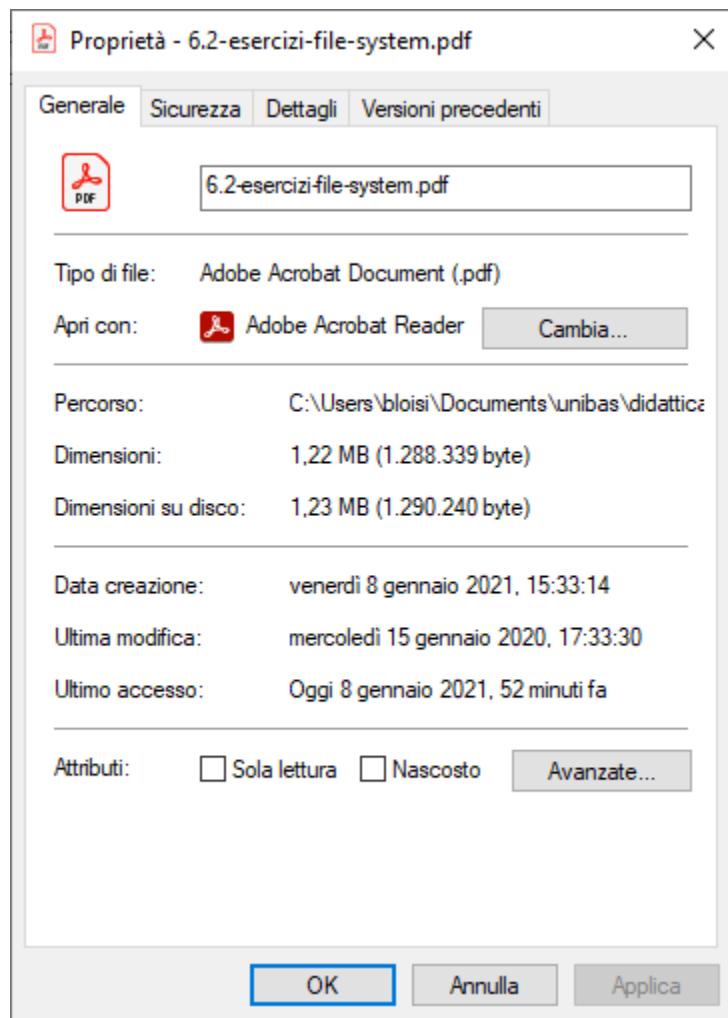 Proprietà - 6.2-esercizi-file-system.pdf
Generale Sicurezza Dettagli Versioni precedenti
PDF
6.2-esercizi-file-system.pdf
Tipo di file: Adobe Acrobat Document (.pdf)
Apri con: Adobe Acrobat Reader Cambia...
Percorso: C:\Users\bloisi\Documents\unibas\didattica
Dimensioni: 1,22 MB (1.288.339 byte)
Dimensioni su disco: 1,23 MB (1.290.240 byte)
Data creazione: venerdì 8 gennaio 2021, 15:33:14
Ultima modifica: mercoledì 15 gennaio 2020, 17:33:30
Ultimo accesso: Oggi 8 gennaio 2021, 52 minuti fa
Attributi: Sola lettura Nascosto Avanzate...
OK Annulla Applica